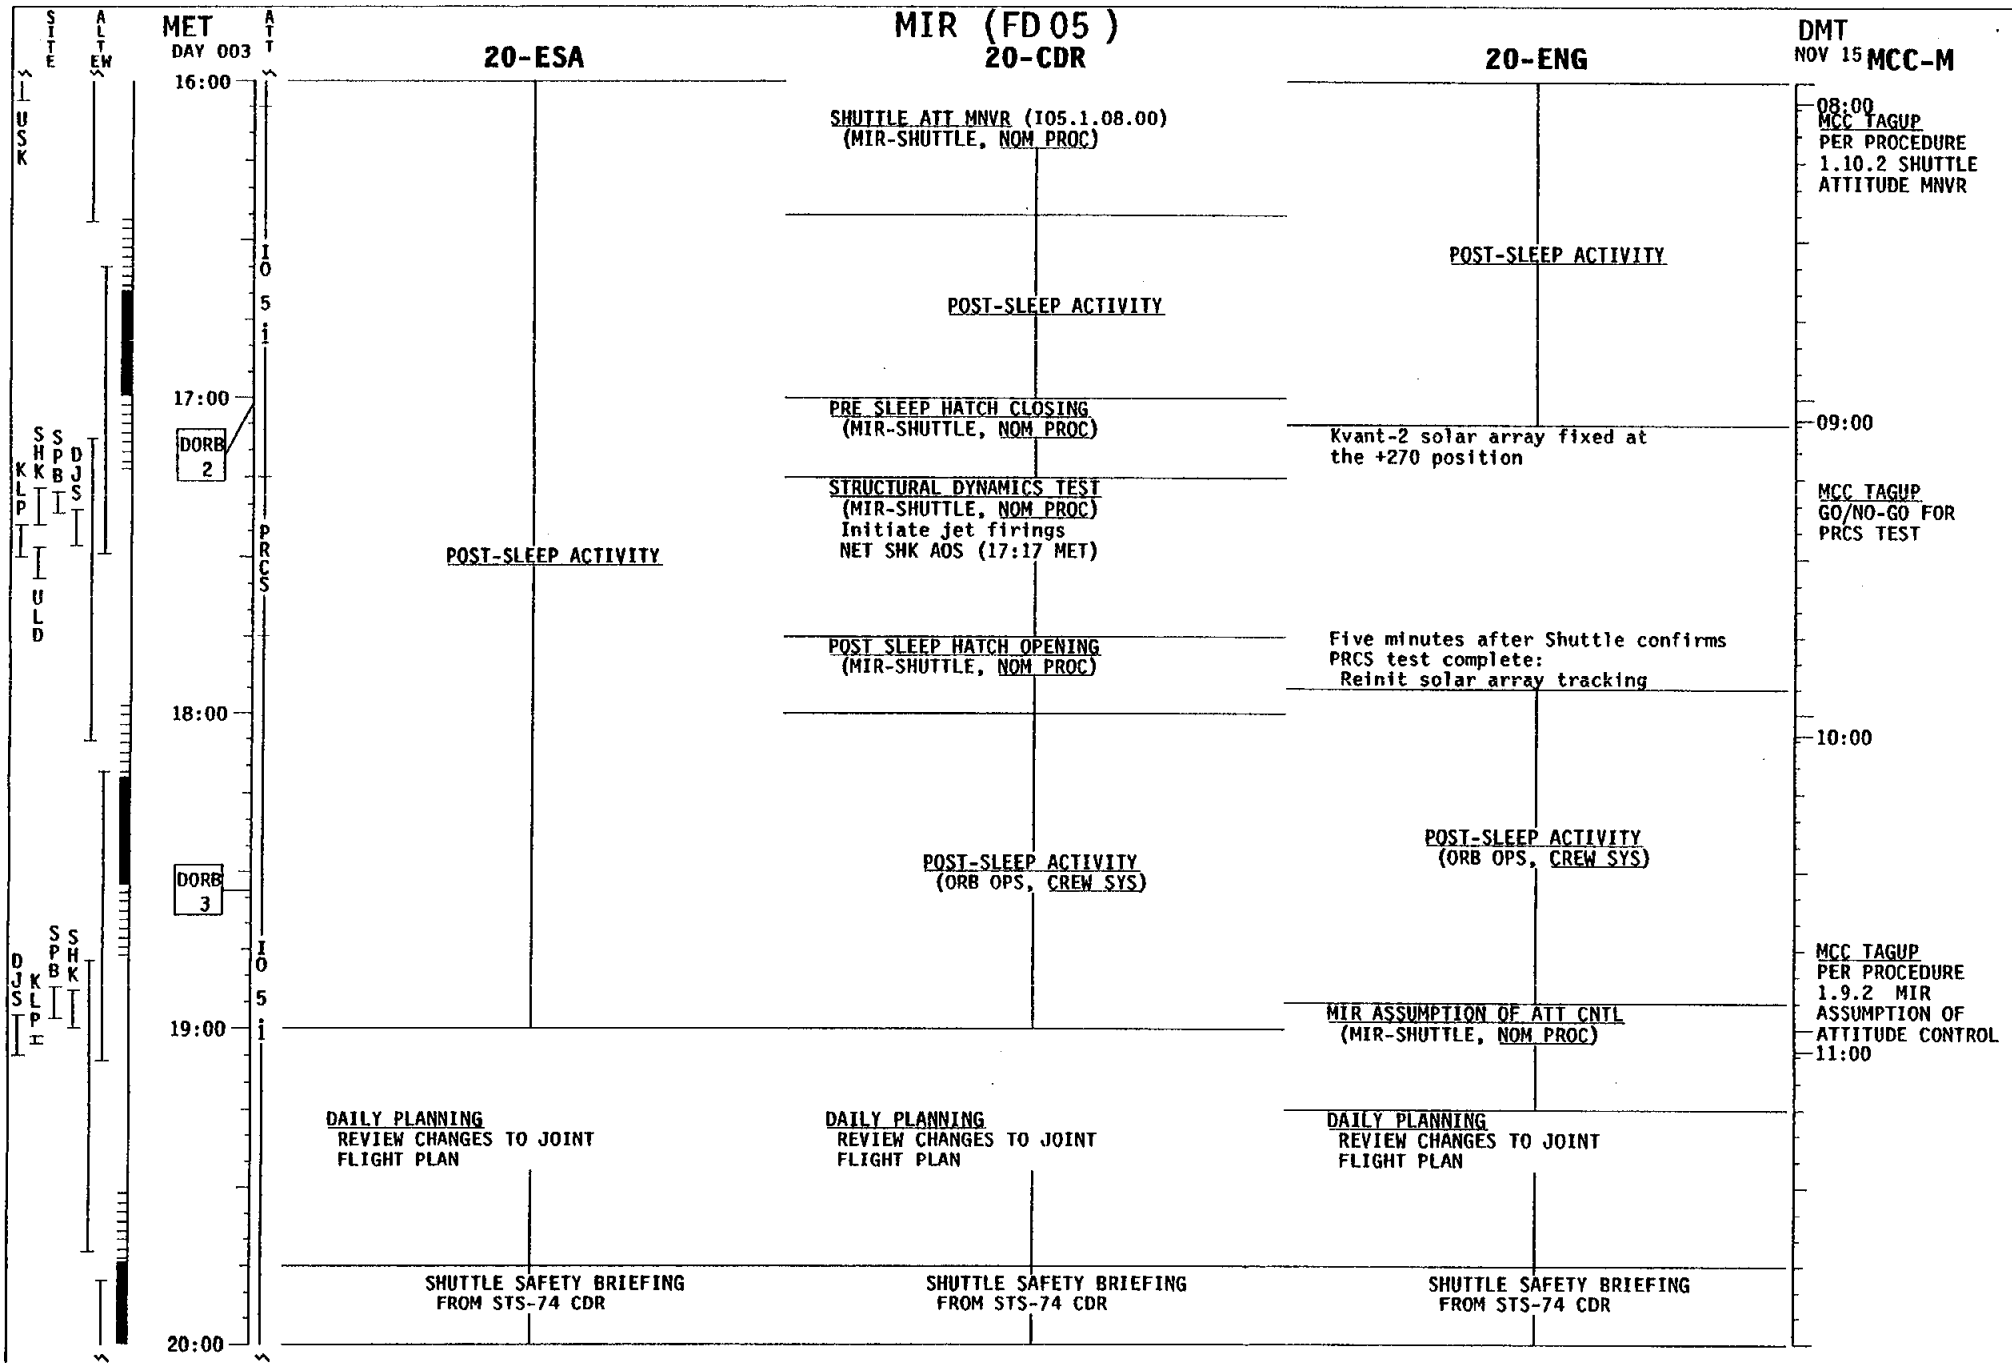 MIR (FD 05 )
SITE
ALT
EW
MET
DAY 003
ATT
20-ESA
20-CDR
20-ENG
DMT
NOV 15
MCC-M
16:00
USK
SHUTTLE ATT MNVR (IO5.1.08.00)
(MIR-SHUTTLE, NOM PROC)
08:00
MCC TAGUP
PER PROCEDURE
1.10.2 SHUTTLE
ATTITUDE MNVR
IO 5 i
POST-SLEEP ACTIVITY
POST-SLEEP ACTIVITY
17:00
PRE SLEEP HATCH CLOSING
(MIR-SHUTTLE, NOM PROC)
09:00
DORB
2
Kvant-2 solar array fixed at
the +270 position
KLP
SHK
SPB
DJS
STRUCTURAL DYNAMICS TEST
(MIR-SHUTTLE, NOM PROC)
Initiate jet firings
NET SHK AOS (17:17 MET)
MCC TAGUP
GO/NO-GO FOR
PRCS TEST
PRCS
POST-SLEEP ACTIVITY
ULD
POST SLEEP HATCH OPENING
(MIR-SHUTTLE, NOM PROC)
Five minutes after Shuttle confirms
PRCS test complete:
Reinit solar array tracking
18:00
10:00
POST-SLEEP ACTIVITY
(ORB OPS, CREW SYS)
POST-SLEEP ACTIVITY
(ORB OPS, CREW SYS)
DORB
3
DJS
KLP
SPB
SHK
IO 5 i
MCC TAGUP
PER PROCEDURE
1.9.2 MIR
ASSUMPTION OF
ATTITUDE CONTROL
19:00
MIR ASSUMPTION OF ATT CNTL
(MIR-SHUTTLE, NOM PROC)
11:00
DAILY PLANNING
REVIEW CHANGES TO JOINT
FLIGHT PLAN
DAILY PLANNING
REVIEW CHANGES TO JOINT
FLIGHT PLAN
DAILY PLANNING
REVIEW CHANGES TO JOINT
FLIGHT PLAN
SHUTTLE SAFETY BRIEFING
FROM STS-74 CDR
SHUTTLE SAFETY BRIEFING
FROM STS-74 CDR
SHUTTLE SAFETY BRIEFING
FROM STS-74 CDR
20:00